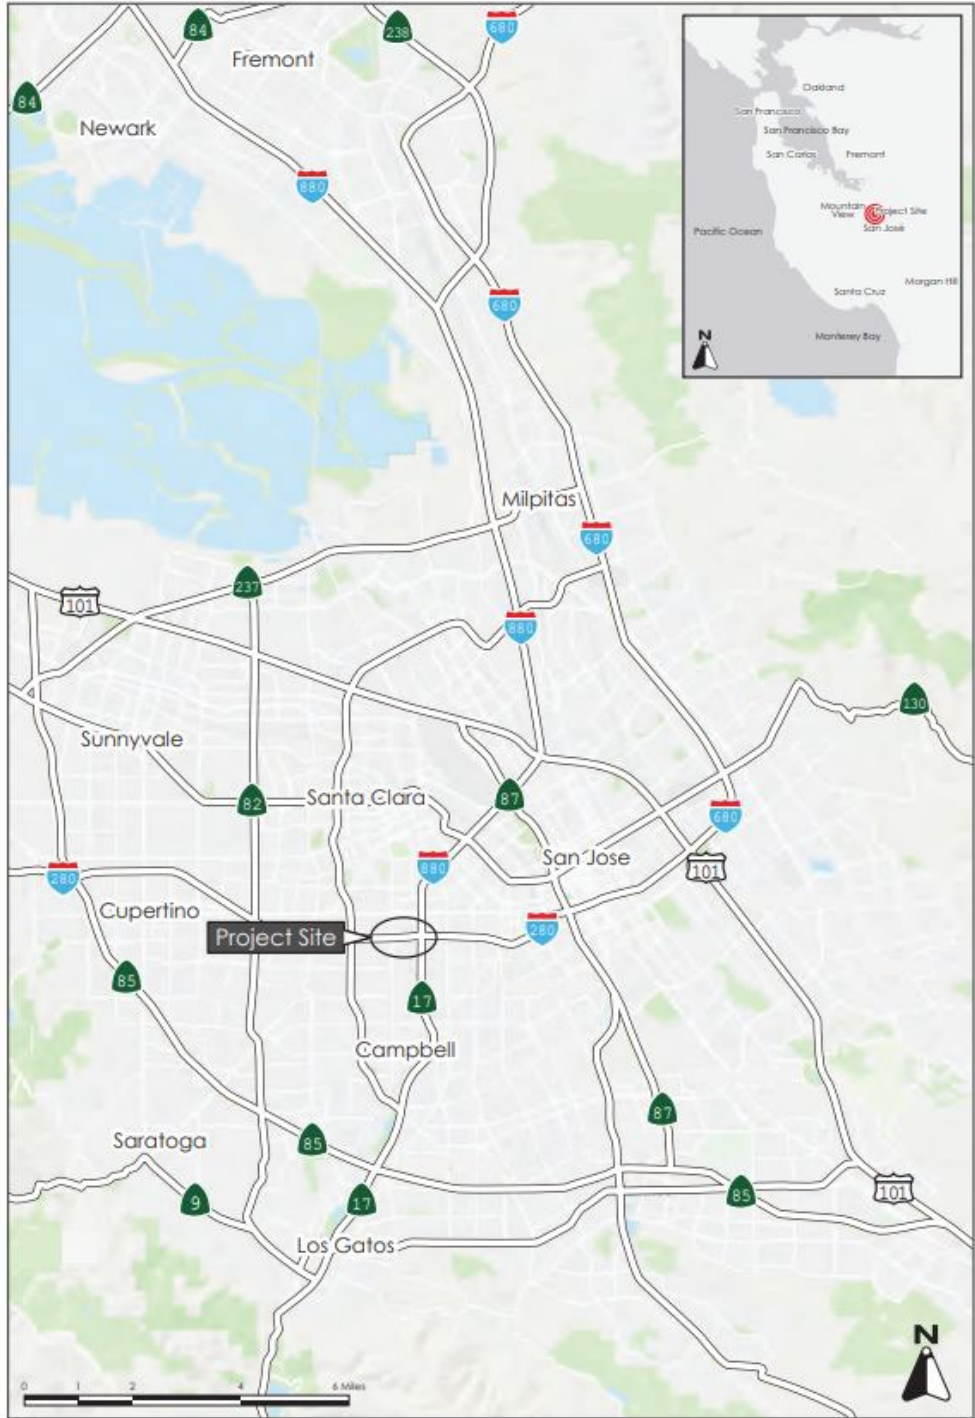 84
238
680
Fremont
84
Newark
880
Oakland
San Francisco
San Francisco Bay
San Carlos
Fremont
Mountain
View
Project Site
San José
Pacific Ocean
Morgan Hill
Santa Cruz
Monterey Bay
N
680
Milpitas
680
237
101
880
130
Sunnyvale
82
Santa Clara
87
680
San Jose
880
101
280
Cupertino
280
Project Site
85
17
Campbell
87
Saratoga
85
9
17
85
101
Los Gatos
N
0 1 2 4 6 Miles